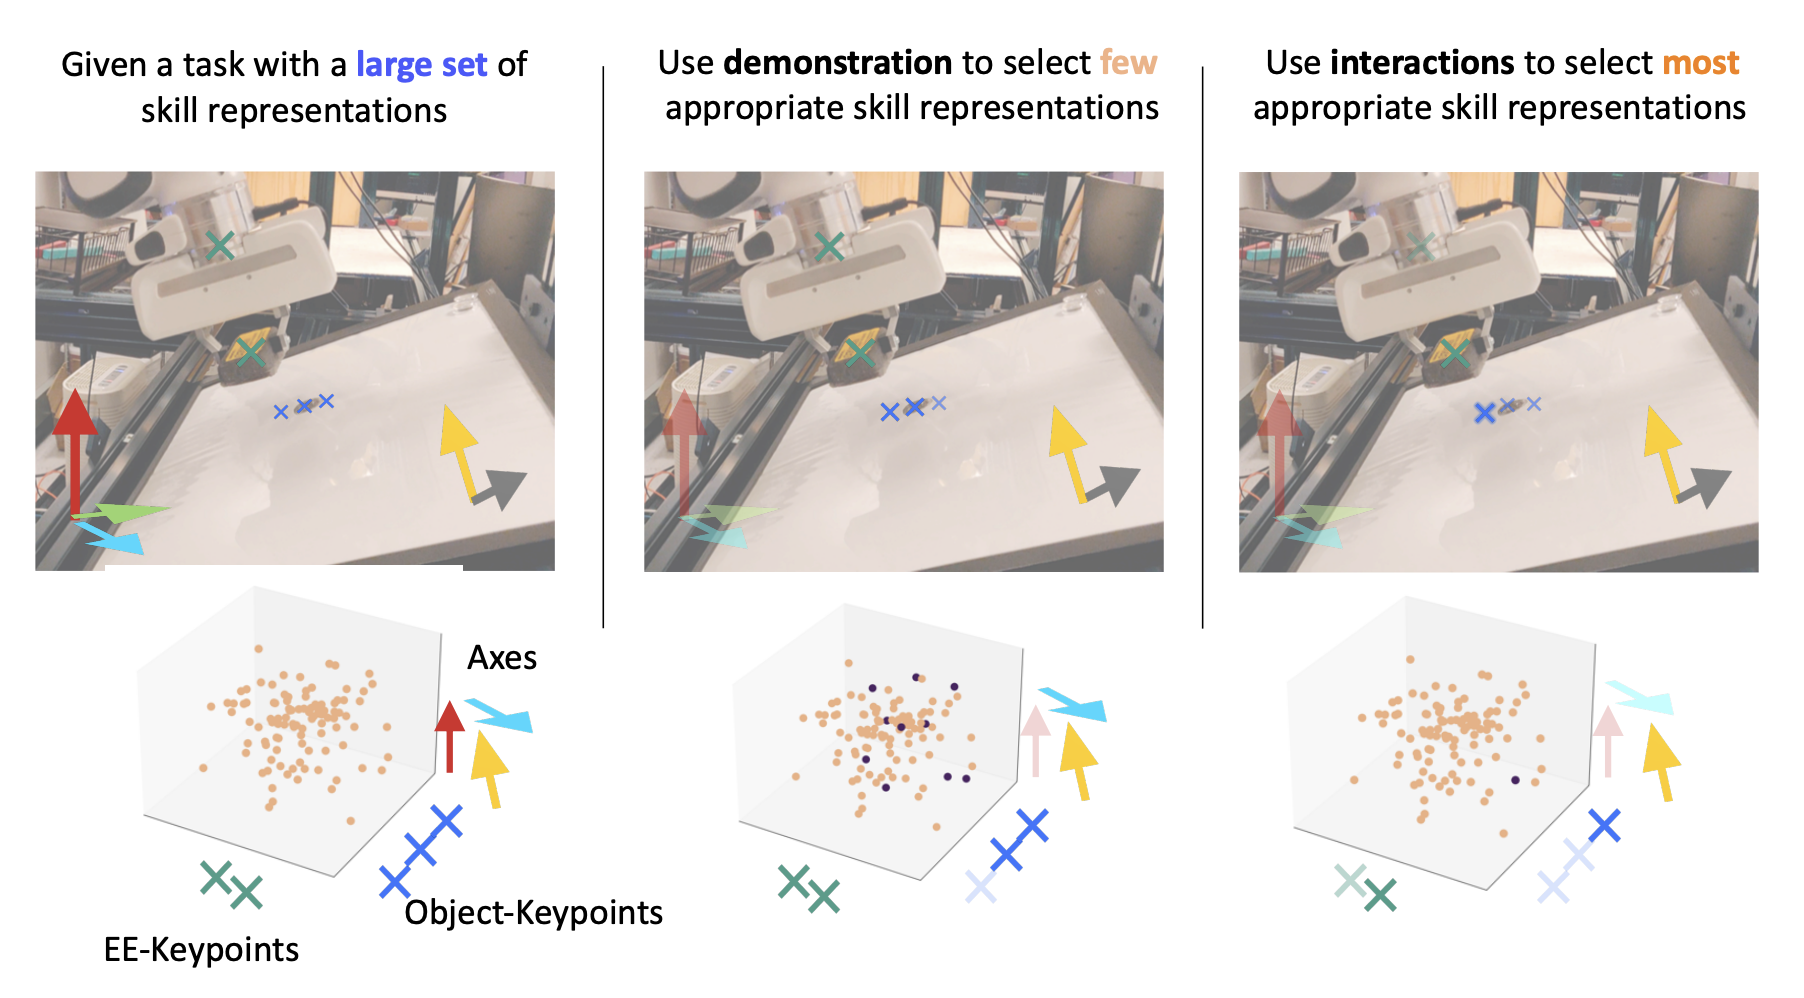 Given a task with a large set of
skill representations
Use demonstration to select few
appropriate skill representations
Use interactions to select most
appropriate skill representations
Axes
Object-Keypoints
EE-Keypoints